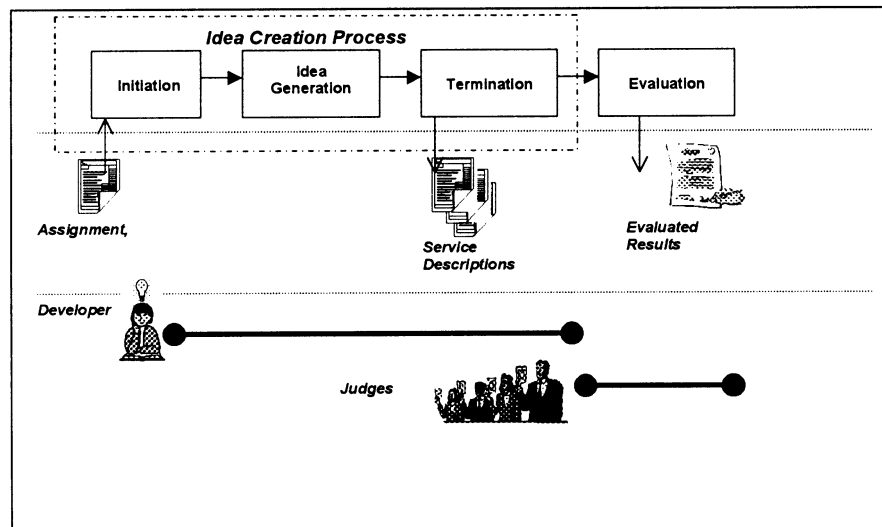 Idea Creation Process
Initiation
Idea
Generation
Termination
Evaluation
Assignment,
Service
Descriptions
Evaluated
Results
Developer
Judges